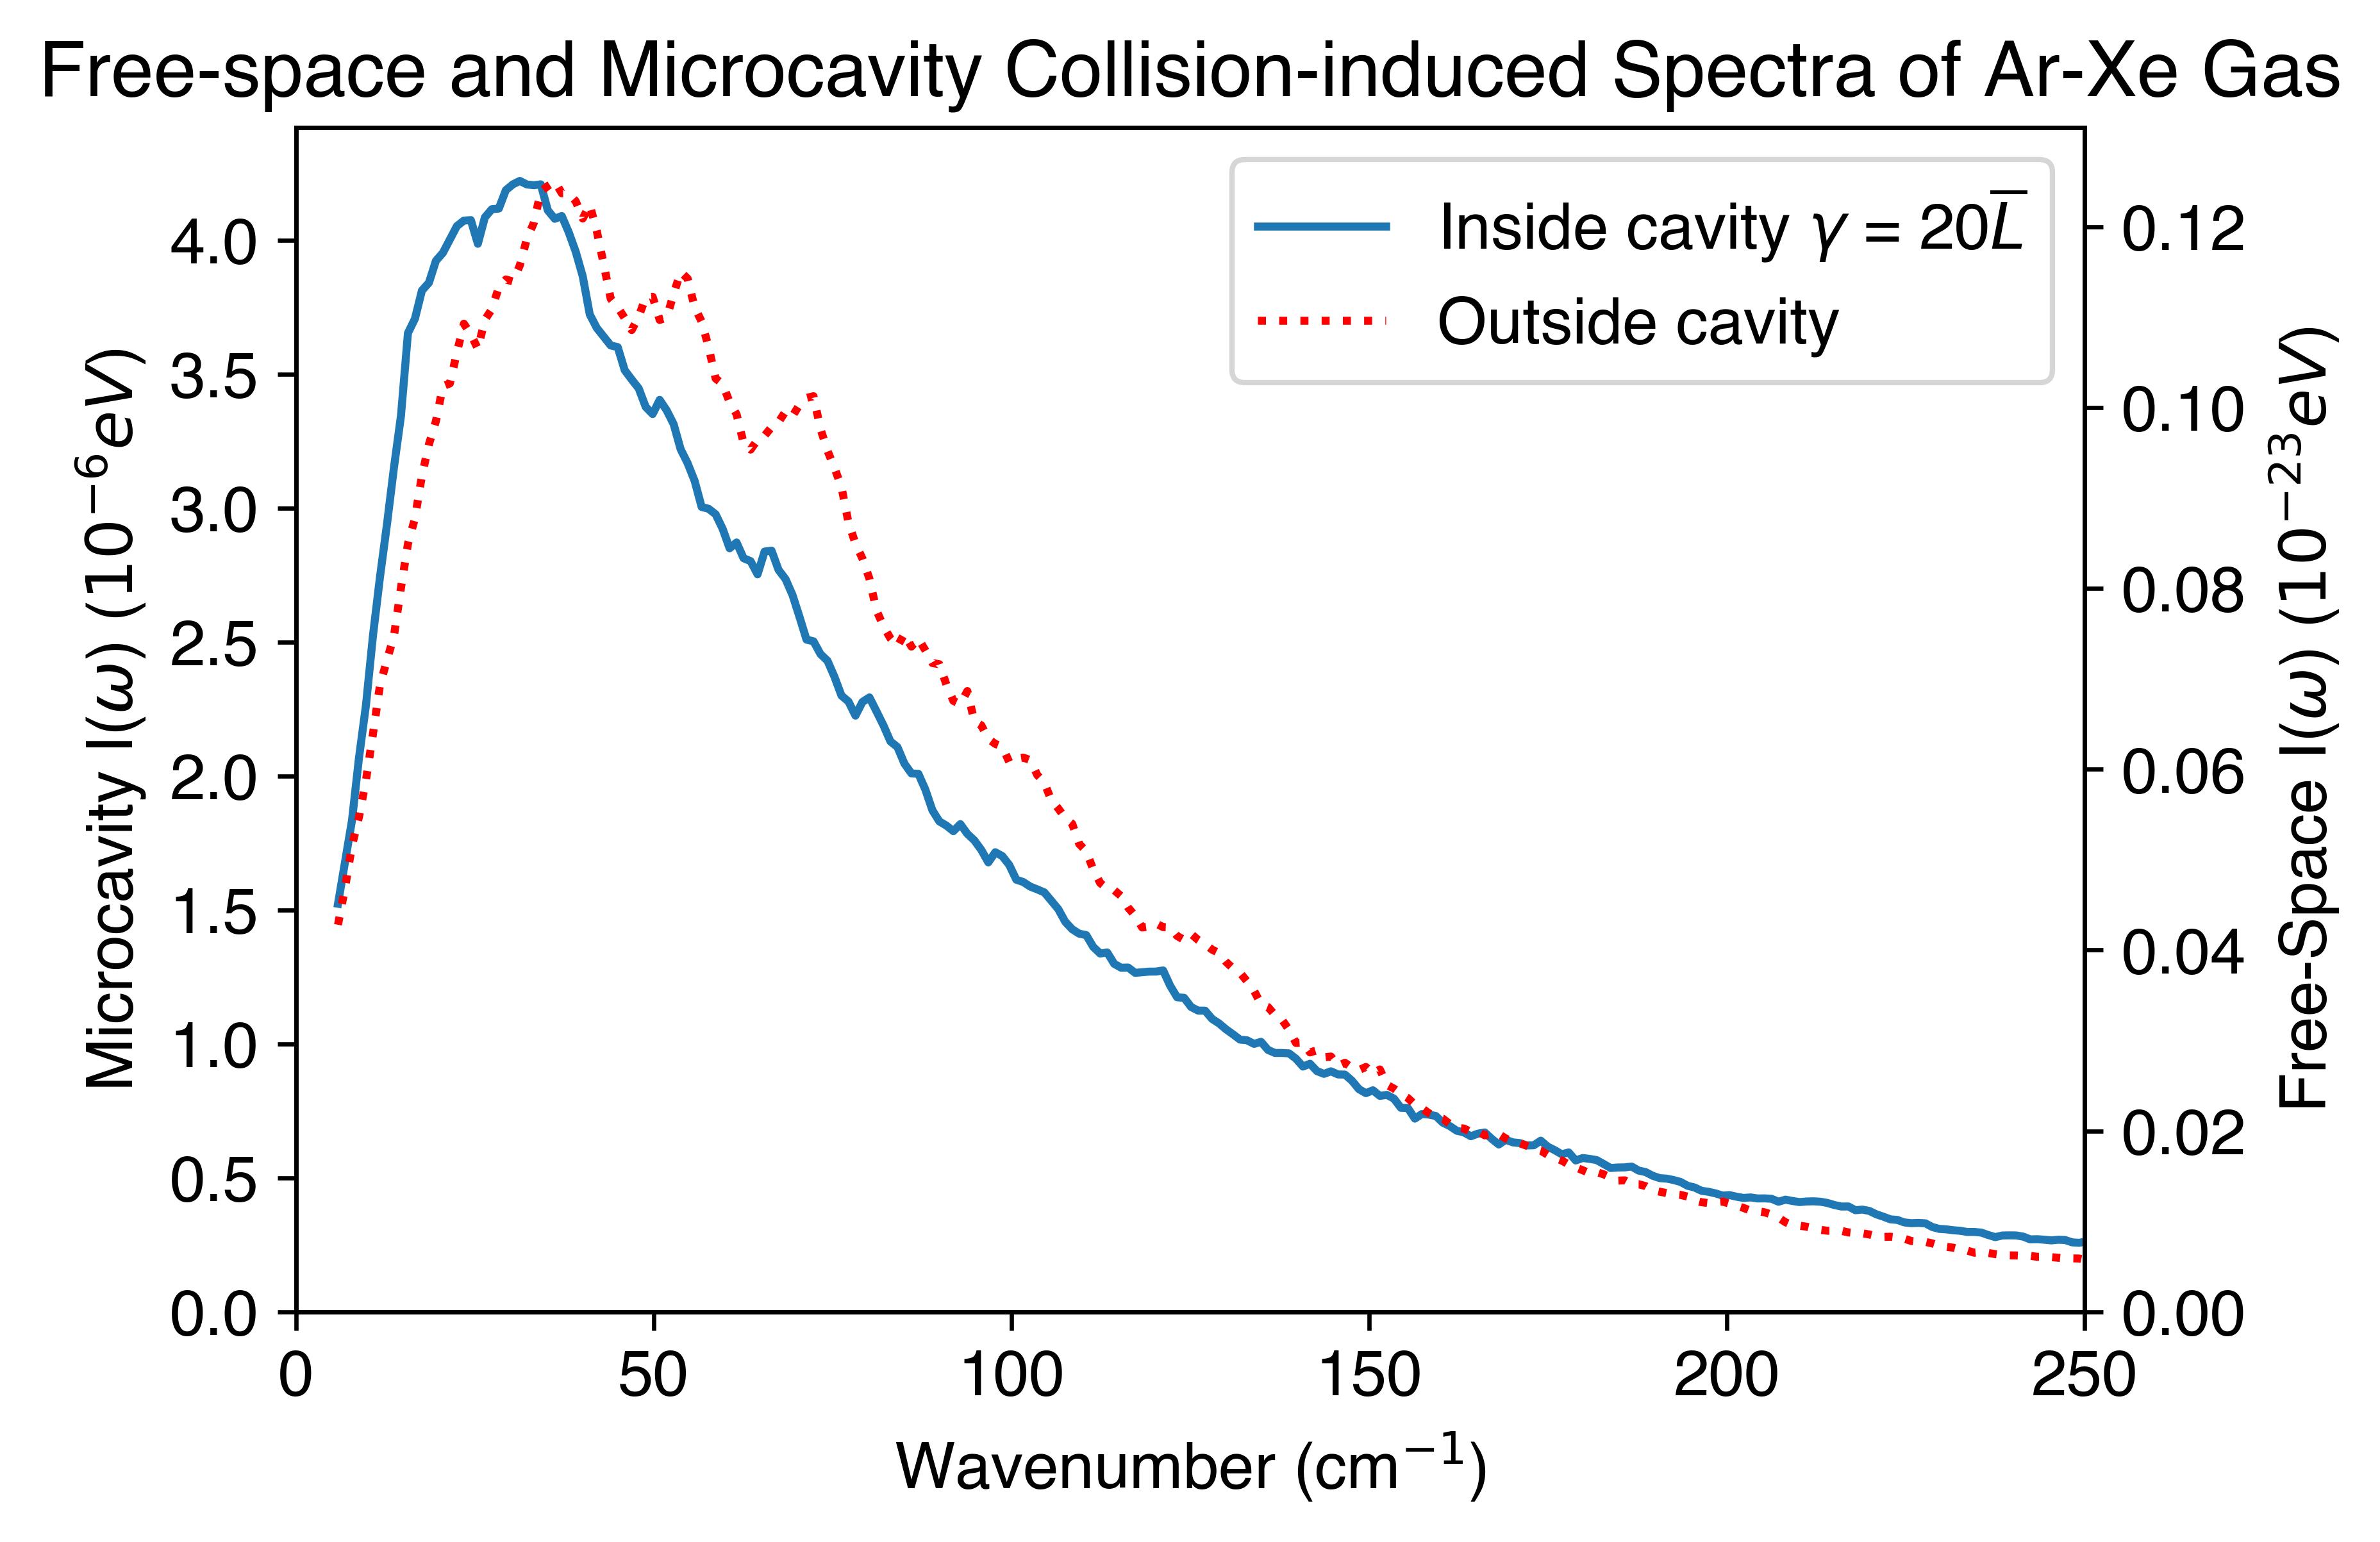 Free-space and Microcavity Collision-induced Spectra of Ar-Xe Gas
Inside cavity γ = 20L̅
Outside cavity
Microcavity I(ω) (10⁻⁶eV)
4.0
3.5
3.0
2.5
2.0
1.5
1.0
0.5
0.0
Free-Space I(ω) (10⁻²³eV)
0.12
0.10
0.08
0.06
0.04
0.02
0.00
0 50 100 150 200 250
Wavenumber (cm⁻¹)